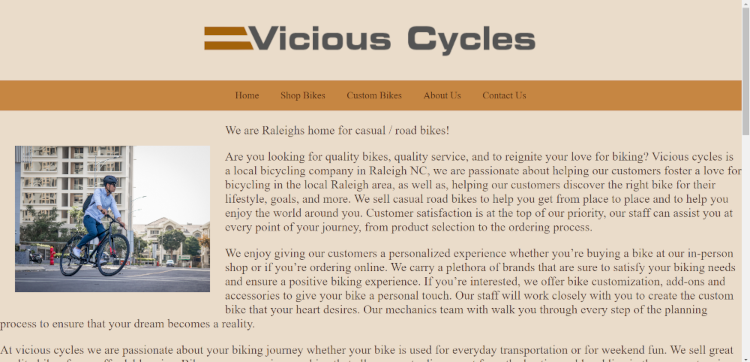 Vicious Cycles
Home Shop Bikes Custom Bikes About Us Contact Us
We are Raleighs home for casual / road bikes!
Are you looking for quality bikes, quality service, and to reignite your love for biking? Vicious cycles is
a local bicycling company in Raleigh NC, we are passionate about helping our customers foster a love for
bicycling in the local Raleigh area, as well as, helping our customers discover the right bike for their
lifestyle, goals, and more. We sell casual road bikes to help you get from place to place and to help you
enjoy the world around you. Customer satisfaction is at the top of our priority, our staff can assist you at
every point of your journey, from product selection to the ordering process.
We enjoy giving our customers a personalized experience whether you’re buying a bike at our in-person
shop or if you’re ordering online. We carry a plethora of brands that are sure to satisfy your biking needs
and ensure a positive biking experience. If you’re interested, we offer bike customization, add-ons and
accessories to give your bike a personal touch. Our staff will work closely with you to create the custom
bike that your heart desires. Our mechanics team with walk you through every step of the planning
process to ensure that your dream becomes a reality.
At vicious cycles we are passionate about your biking journey whether your bike is used for everyday transportation or for weekend fun. We sell great